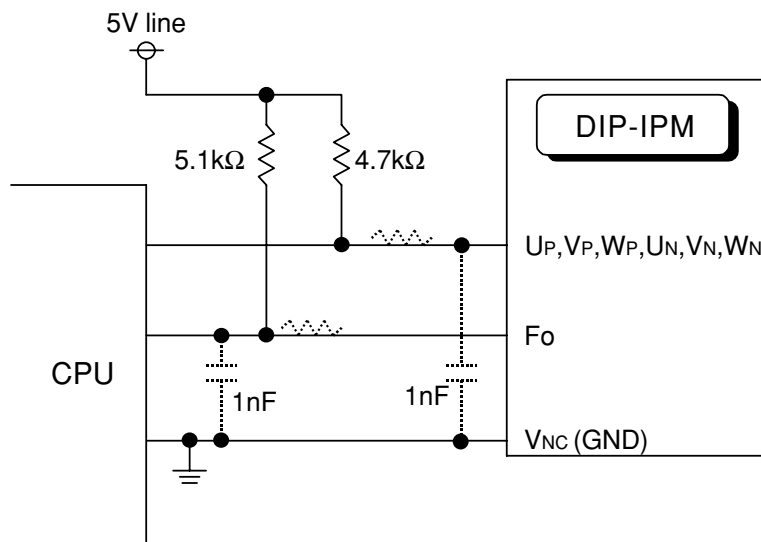 5V line
DIP-IPM
5.1kΩ
4.7kΩ
UP,VP,WP,UN,VN,WN
Fo
CPU
1nF
1nF
VNC (GND)